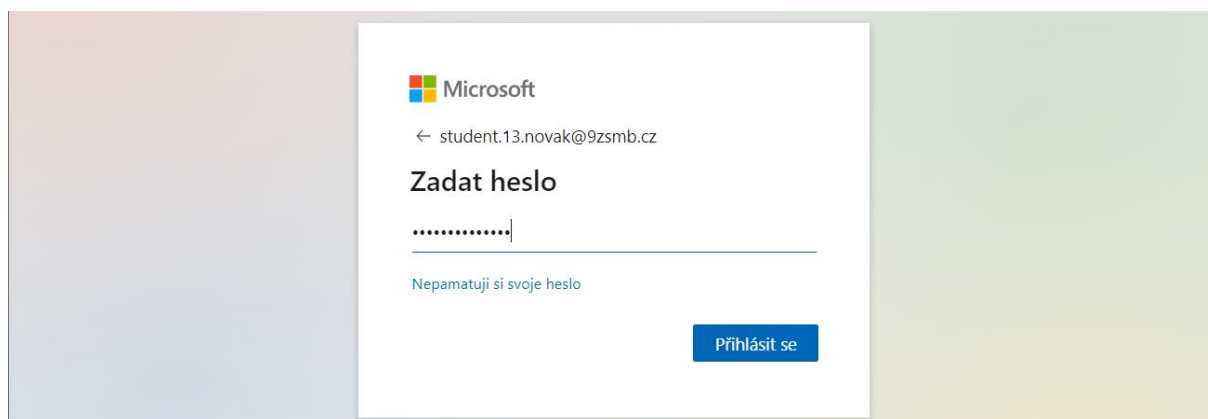 Microsoft
← student.13.novak@9zsmb.cz
Zadat heslo
••••••••••••••
Nepamatuji si svoje heslo
Přihlásit se